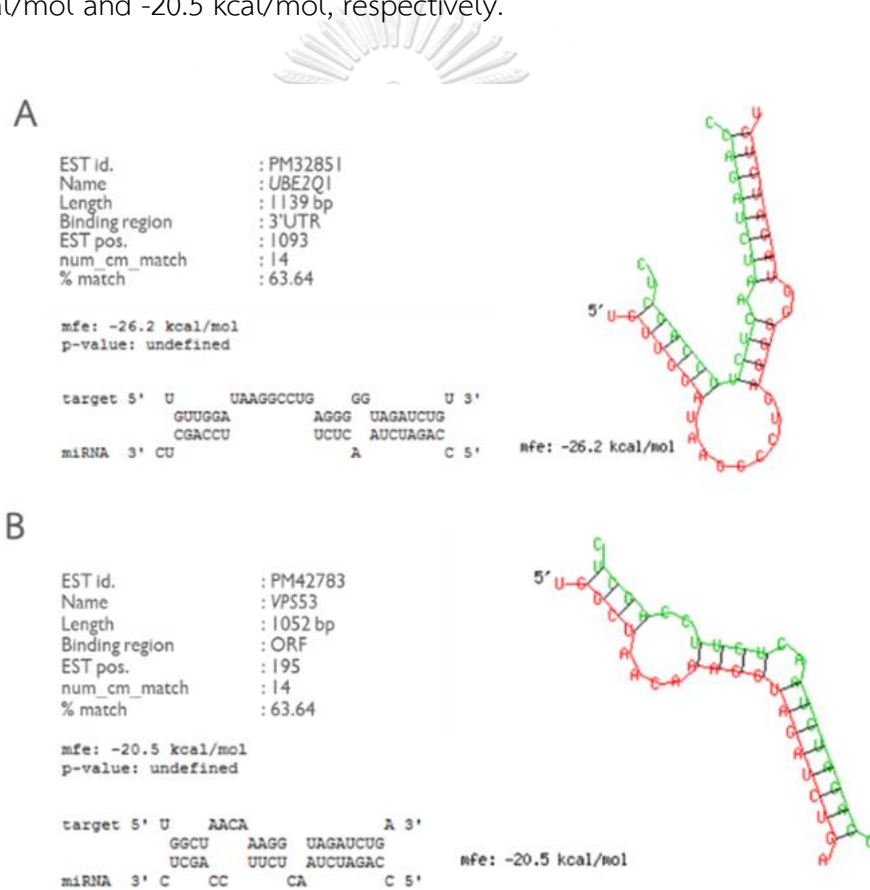 al/mol and -20.5 kcal/mol, respectively.
A
EST id. : PM32851
Name : UBE2Q1
Length : 1139 bp
Binding region : 3'UTR
EST pos. : 1093
num_cm_match : 14
% match : 63.64
mfe: -26.2 kcal/mol
p-value: undefined
target 5' U UAAGGCCUG GG U 3'
GUUGGA AGGG UAGAUCUG
CGACCU UCUC AUCUAGAC
miRNA 3' CU A C 5'
5'
mfe: -26.2 kcal/mol
B
EST id. : PM42783
Name : VPS53
Length : 1052 bp
Binding region : ORF
EST pos. : 195
num_cm_match : 14
% match : 63.64
mfe: -20.5 kcal/mol
p-value: undefined
target 5' U AACA A 3'
GGCU AAGG UAGAUCUG
UCGA UUCU AUCUAGAC
miRNA 3' C CC CA C 5'
5'
mfe: -20.5 kcal/mol